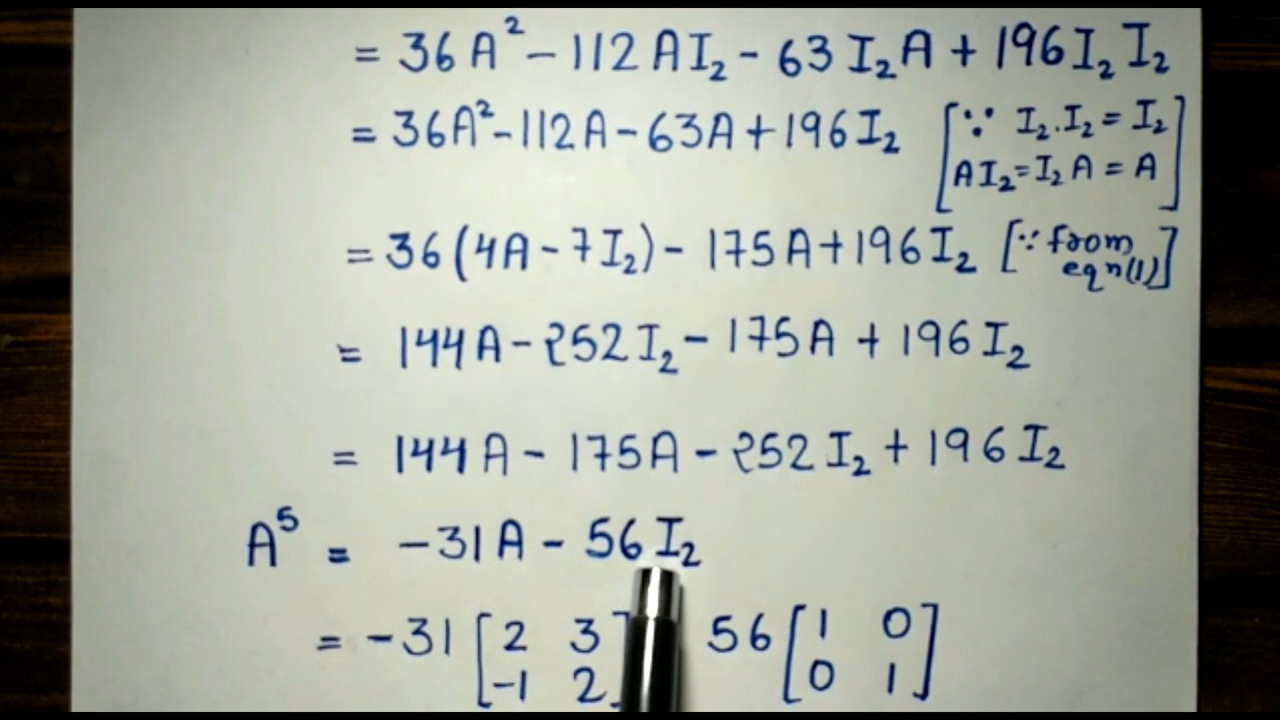 = 36A² - 112AI₂ - 63I₂A + 196I₂I₂
= 36A² - 112A - 63A + 196I₂ [∵ I₂.I₂ = I₂
AI₂ = I₂A = A]
= 36(4A - 7I₂) - 175A + 196I₂ [∵ from
eqn(1)]
= 144A - 252I₂ - 175A + 196I₂
= 144A - 175A - 252I₂ + 196I₂
A⁵ = -31A - 56I₂
= -31 [2 3] 56 [1 0]
[-1 2] [0 1]